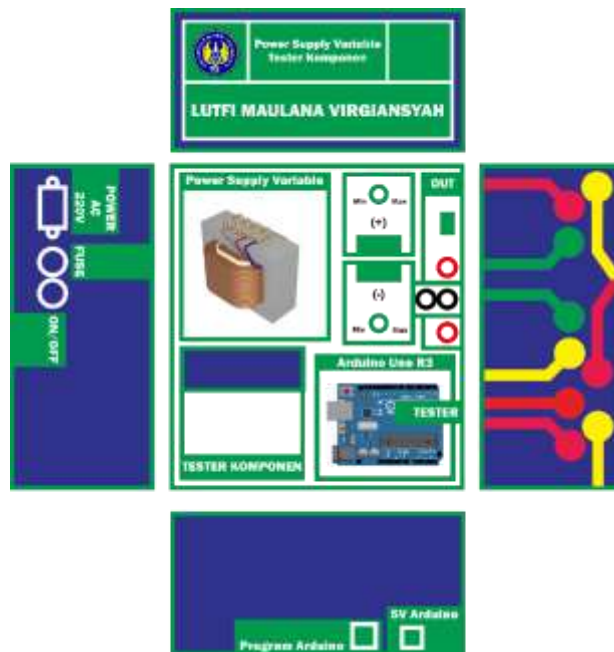 Power Supply Variable
Tester Komponen
LUTFI MAULANA VIRGIANSYAH
POWER
AC
220V
FUSE
ON/OFF
Power Supply Variable
Min Max
(+)
OUT
(-)
Min Max
Arduino Uno R3
TESTER
TESTER KOMPONEN
Program Arduino
5V Arduino